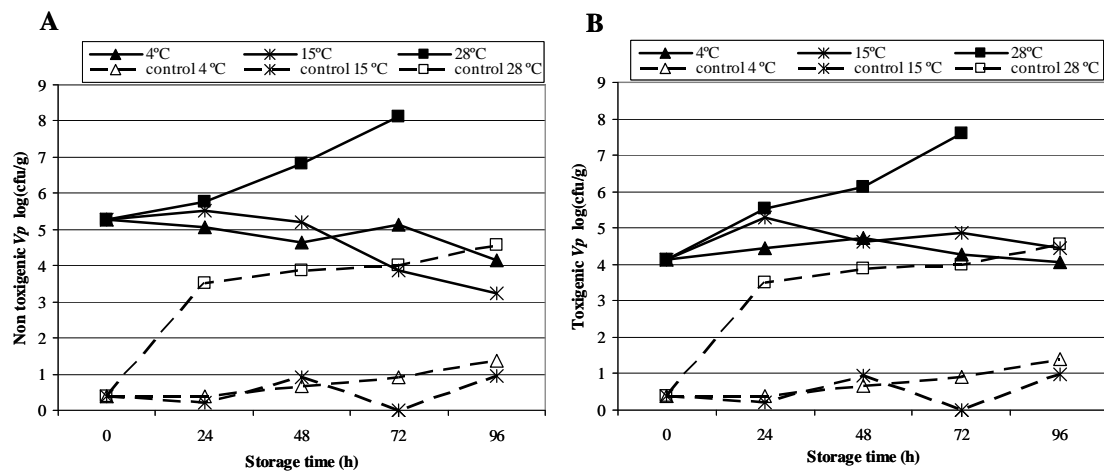 A
4ºC 15ºC 28ºC
control 4 ºC control 15 ºC control 28 ºC
9
8
7
6
5
4
3
2
1
0
Non toxigenic Vp log(cfu/g)
0 24 48 72 96
Storage time (h)
B
4ºC 15ºC 28ºC
control 4 ºC control 15 ºC control 28 ºC
9
8
7
6
5
4
3
2
1
0
Toxigenic Vp log(cfu/g)
0 24 48 72 96
Storage time (h)